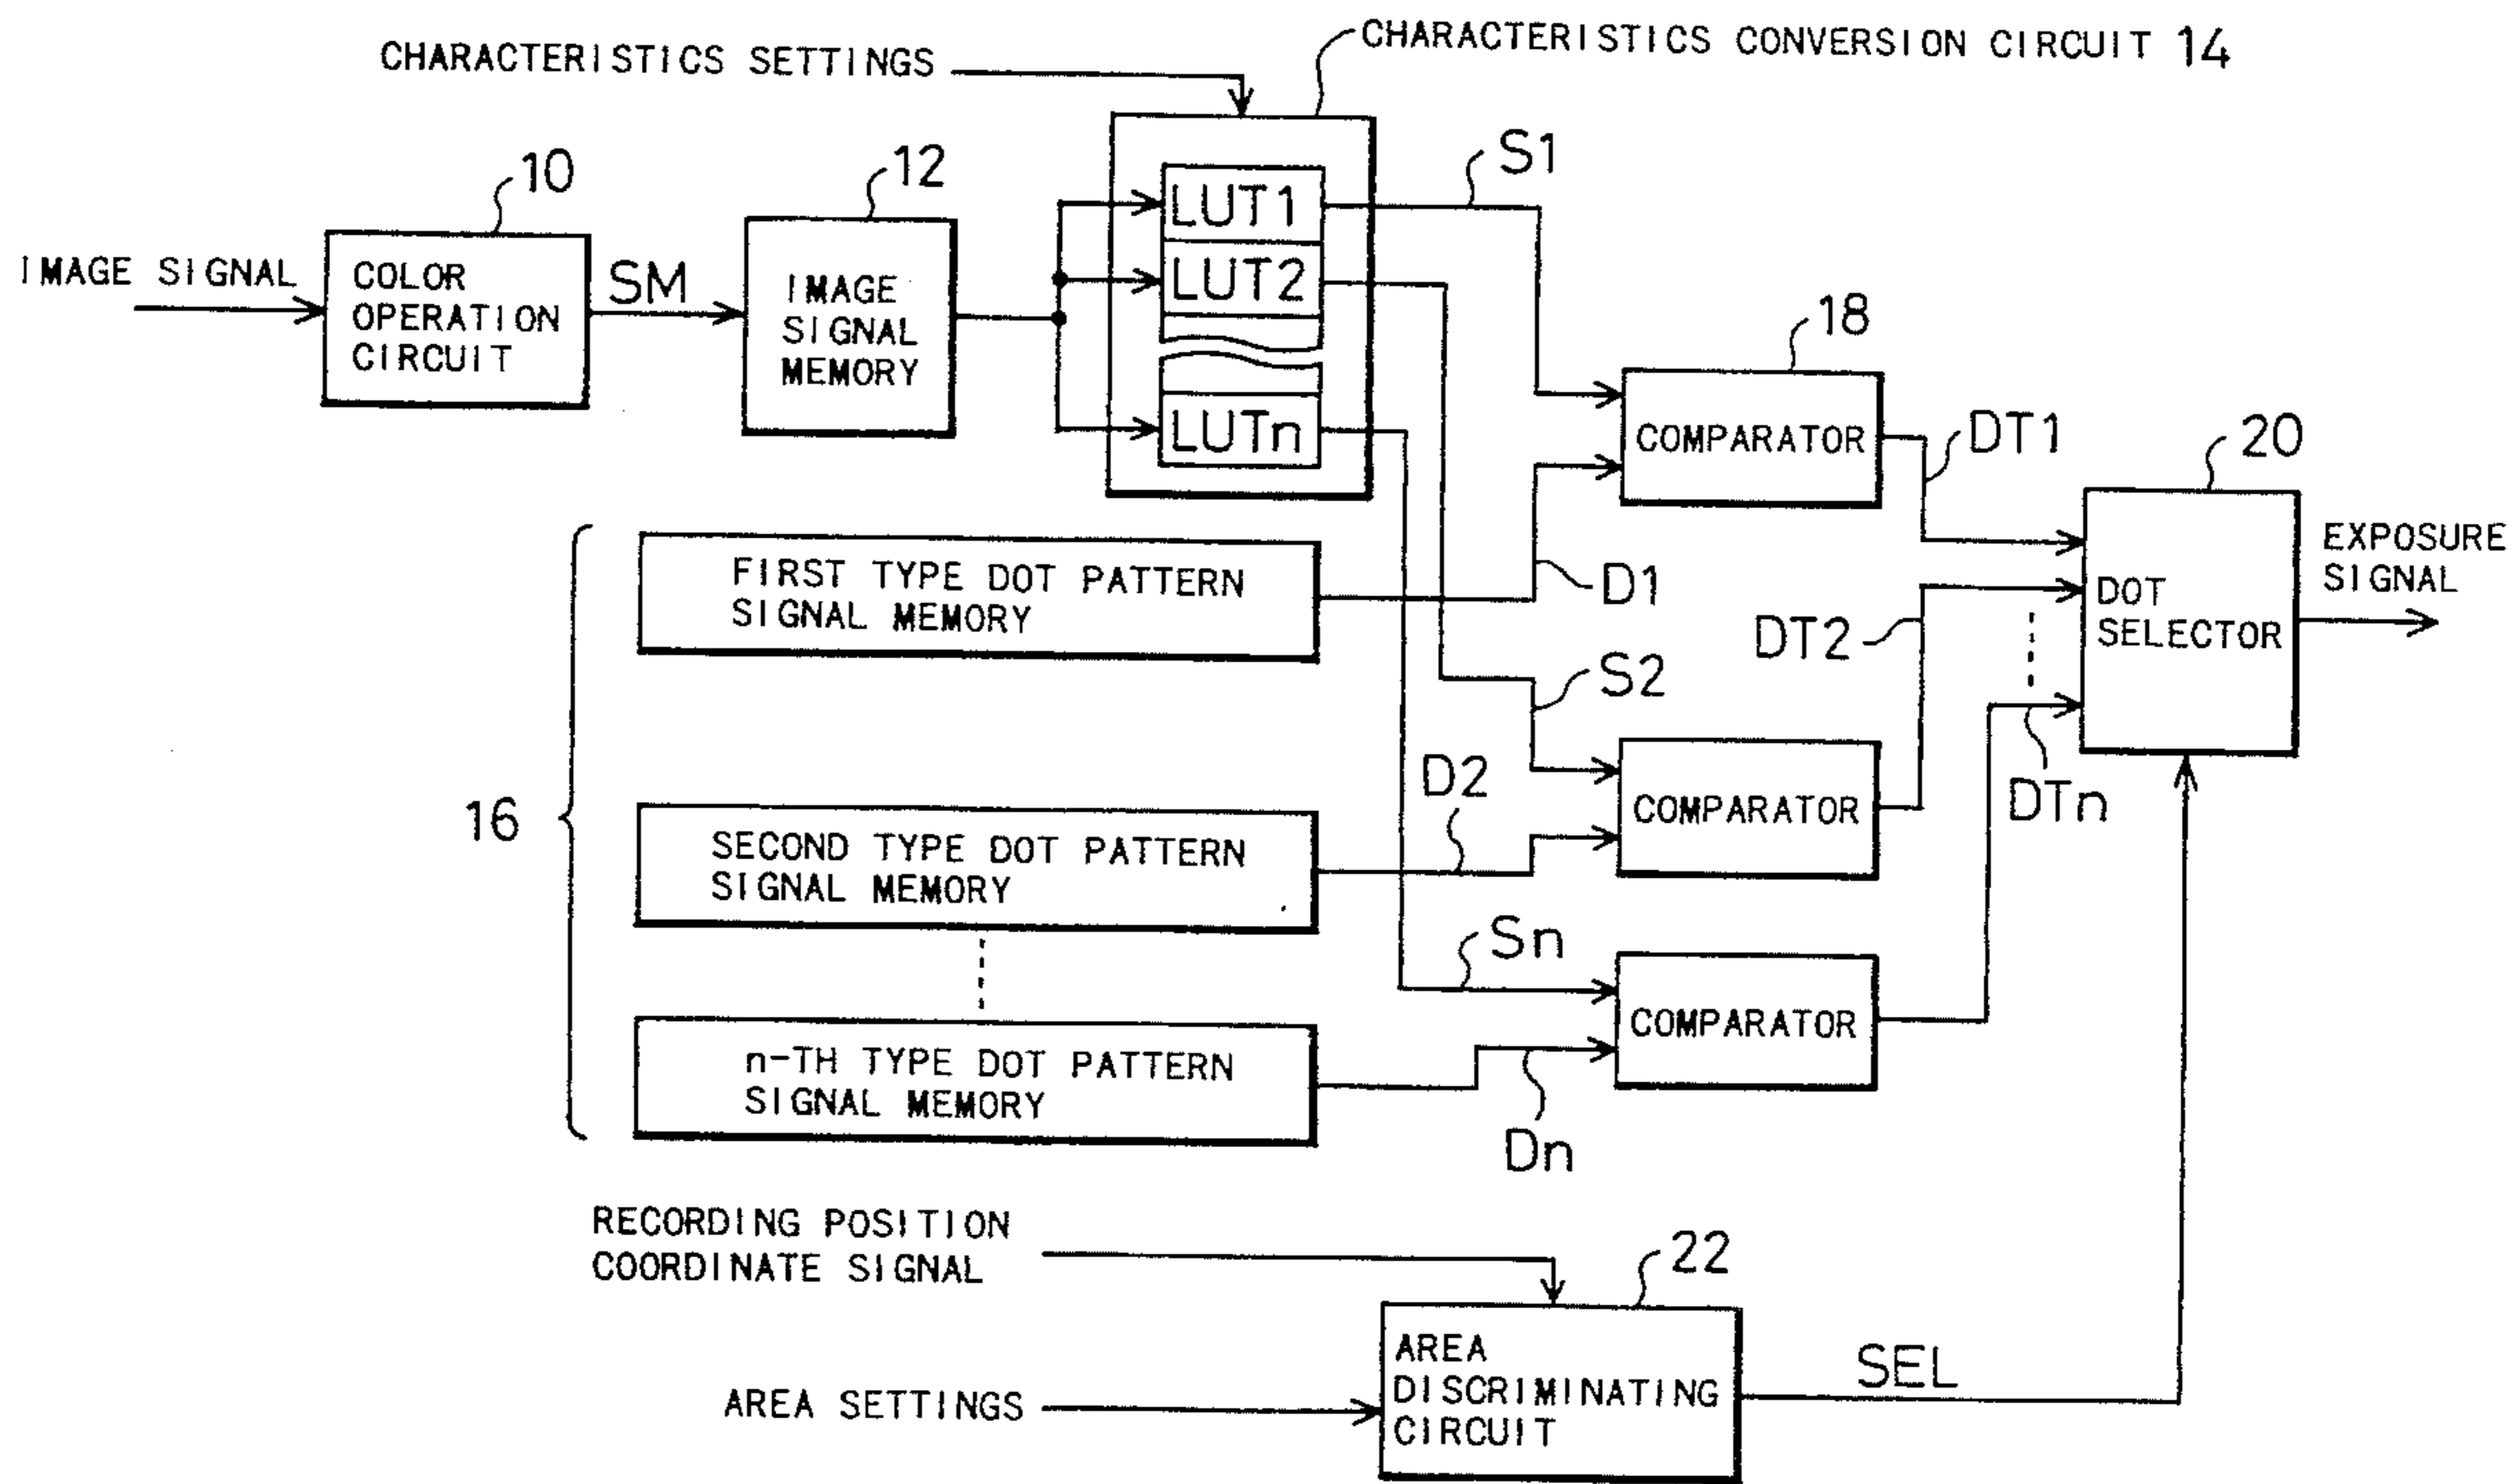 CHARACTERISTICS SETTINGS
CHARACTERISTICS CONVERSION CIRCUIT 14
10
12
S1
IMAGE SIGNAL
COLOR
OPERATION
CIRCUIT
SM
IMAGE
SIGNAL
MEMORY
LUT1
LUT2
LUTn
18
COMPARATOR
DT1
20
FIRST TYPE DOT PATTERN
SIGNAL MEMORY
D1
DT2
DOT
SELECTOR
EXPOSURE
SIGNAL
S2
16
SECOND TYPE DOT PATTERN
SIGNAL MEMORY
D2
COMPARATOR
DTn
Sn
n-TH TYPE DOT PATTERN
SIGNAL MEMORY
COMPARATOR
Dn
RECORDING POSITION
COORDINATE SIGNAL
22
AREA SETTINGS
AREA
DISCRIMINATING
CIRCUIT
SEL